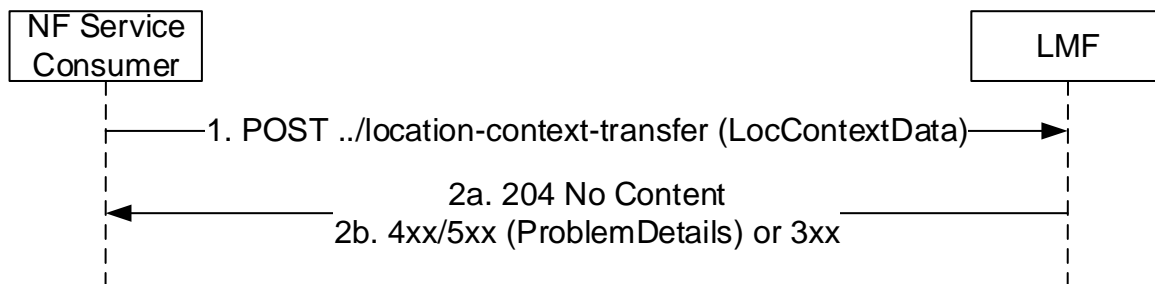 NF Service
Consumer
LMF
1. POST ../location-context-transfer (LocContextData)
2a. 204 No Content
2b. 4xx/5xx (ProblemDetails) or 3xx